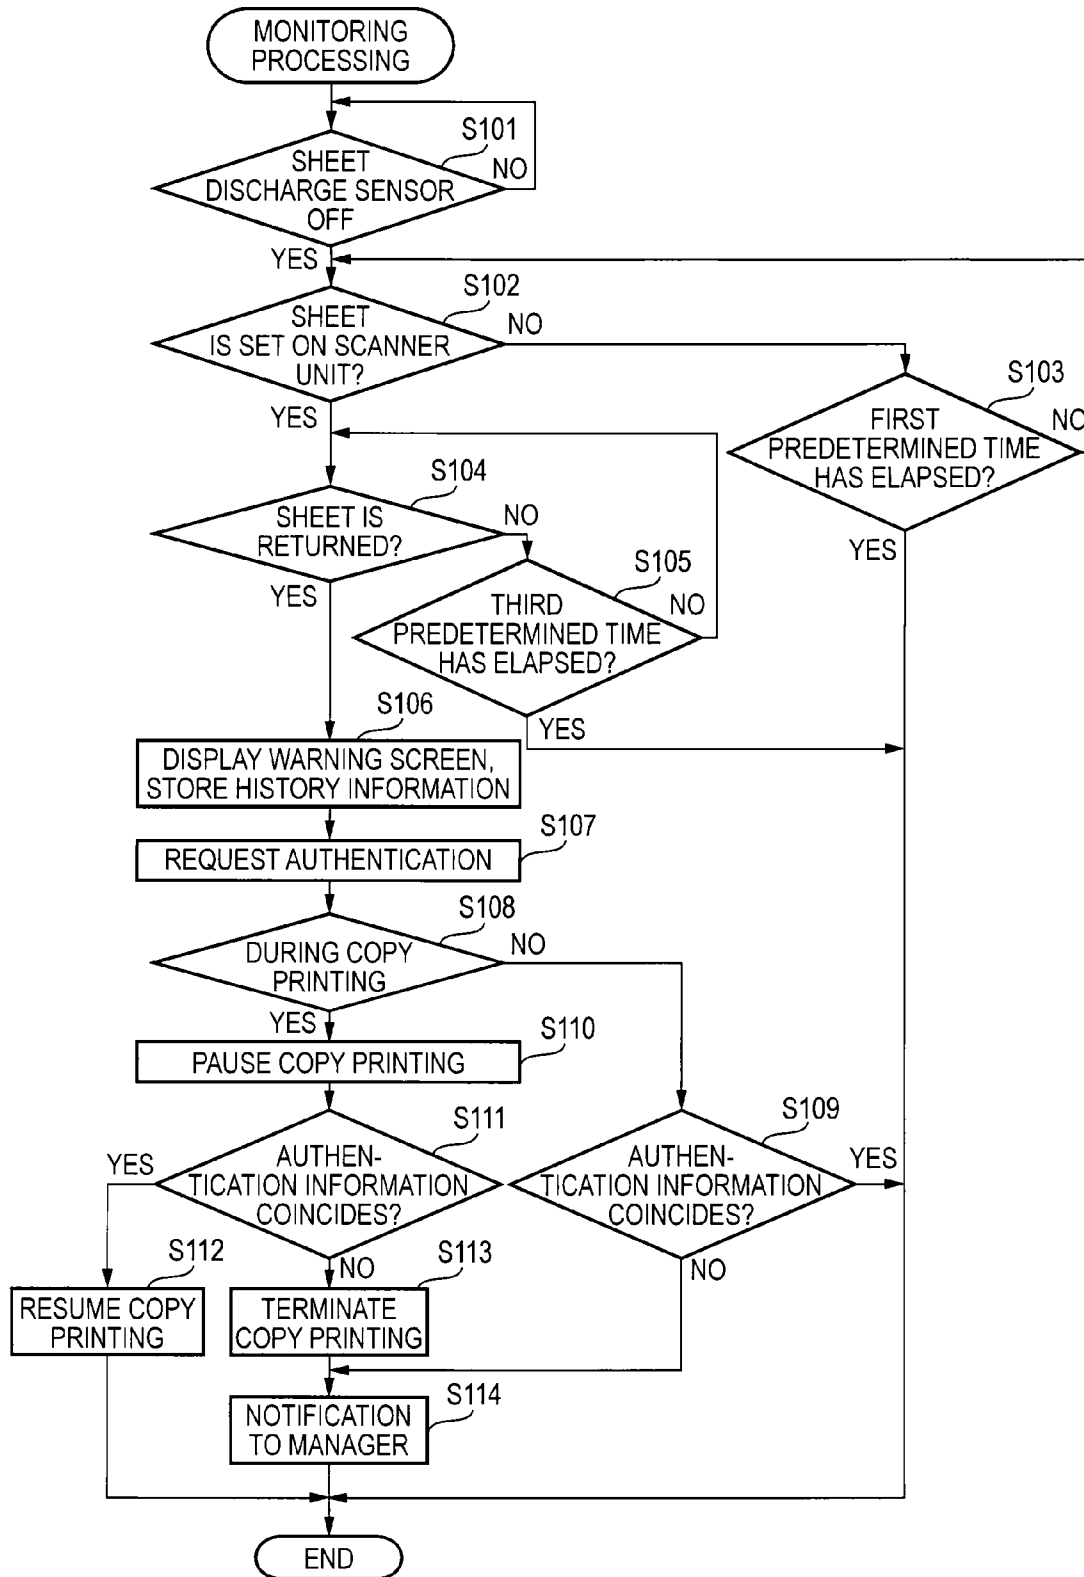 MONITORING
PROCESSING
S101
SHEET
DISCHARGE SENSOR
OFF
NO
YES
S102
SHEET
IS SET ON SCANNER
UNIT?
NO
YES
S103
FIRST
PREDETERMINED TIME
HAS ELAPSED?
NO
YES
S104
SHEET IS
RETURNED?
NO
YES
S105
THIRD
PREDETERMINED TIME
HAS ELAPSED?
NO
YES
S106
DISPLAY WARNING SCREEN,
STORE HISTORY INFORMATION
S107
REQUEST AUTHENTICATION
S108
DURING COPY
PRINTING
NO
YES
S110
PAUSE COPY PRINTING
S111
AUTHEN-
TICATION INFORMATION
COINCIDES?
YES
NO
S109
AUTHEN-
TICATION INFORMATION
COINCIDES?
YES
NO
S112
RESUME COPY
PRINTING
S113
TERMINATE
COPY PRINTING
S114
NOTIFICATION
TO MANAGER
END